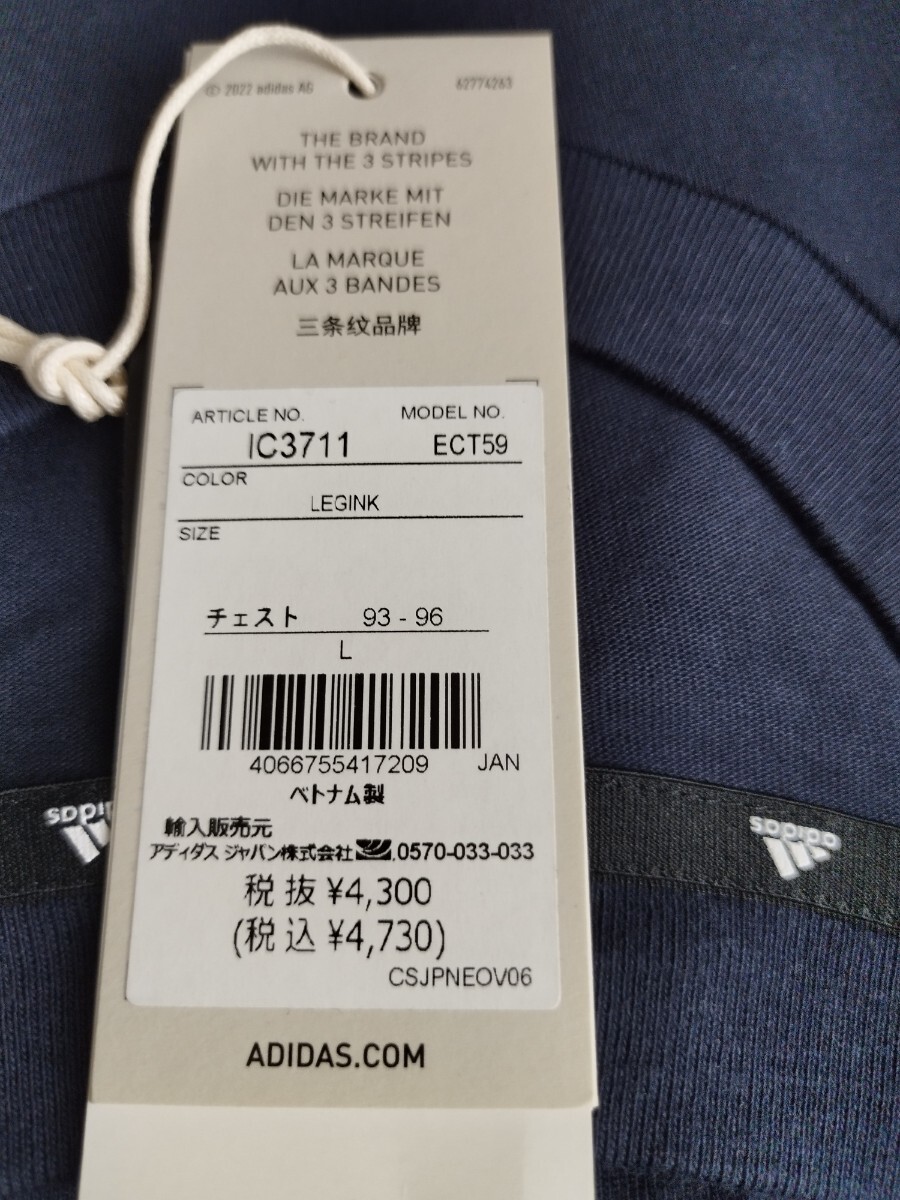 © 2022 adidas AG 62774263
THE BRAND
WITH THE 3 STRIPES
DIE MARKE MIT
DEN 3 STREIFEN
LA MARQUE
AUX 3 BANDES
三条纹品牌
ARTICLE NO. MODEL NO.
IC3711 ECT59
COLOR
LEGINK
SIZE
チェスト 93 - 96
L
4066755417209 JAN
ベトナム製
輸入販売元
アディダス ジャパン株式会社 0570-033-033
税抜 ¥4,300
(税込 ¥4,730)
CSJPNEOV06
ADIDAS.COM
adidas
adidas